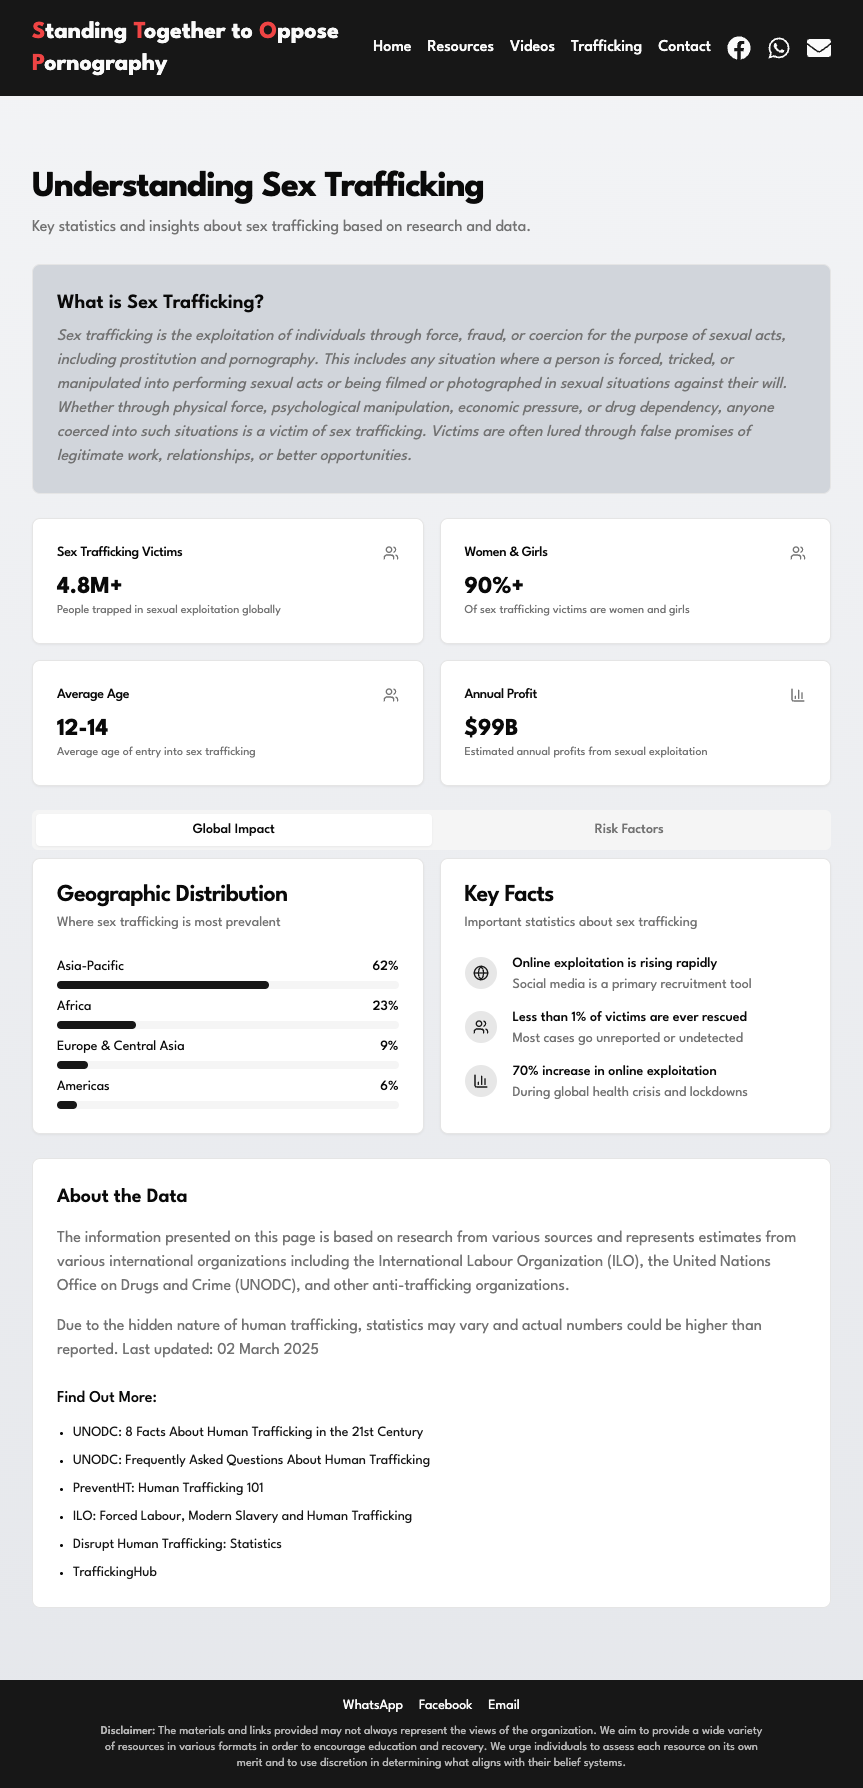 Standing Together to Oppose
Pornography
Home Resources Videos Trafficking Contact
Understanding Sex Trafficking
Key statistics and insights about sex trafficking based on research and data.
What is Sex Trafficking?
Sex trafficking is the exploitation of individuals through force, fraud, or coercion for the purpose of sexual acts,
including prostitution and pornography. This includes any situation where a person is forced, tricked, or
manipulated into performing sexual acts or being filmed or photographed in sexual situations against their will.
Whether through physical force, psychological manipulation, economic pressure, or drug dependency, anyone
coerced into such situations is a victim of sex trafficking. Victims are often lured through false promises of
legitimate work, relationships, or better opportunities.
Sex Trafficking Victims
4.8M+
People trapped in sexual exploitation globally
Women & Girls
90%+
Of sex trafficking victims are women and girls
Average Age
12-14
Average age of entry into sex trafficking
Annual Profit
$99B
Estimated annual profits from sexual exploitation
Global Impact
Risk Factors
Geographic Distribution
Where sex trafficking is most prevalent
Asia-Pacific 62%
Africa 23%
Europe & Central Asia 9%
Americas 6%
Key Facts
Important statistics about sex trafficking
Online exploitation is rising rapidly
Social media is a primary recruitment tool
Less than 1% of victims are ever rescued
Most cases go unreported or undetected
70% increase in online exploitation
During global health crisis and lockdowns
About the Data
The information presented on this page is based on research from various sources and represents estimates from
various international organizations including the International Labour Organization (ILO), the United Nations
Office on Drugs and Crime (UNODC), and other anti-trafficking organizations.
Due to the hidden nature of human trafficking, statistics may vary and actual numbers could be higher than
reported. Last updated: 02 March 2025
Find Out More:
• UNODC: 8 Facts About Human Trafficking in the 21st Century
• UNODC: Frequently Asked Questions About Human Trafficking
• PreventHT: Human Trafficking 101
• ILO: Forced Labour, Modern Slavery and Human Trafficking
• Disrupt Human Trafficking: Statistics
• TraffickingHub
WhatsApp Facebook Email
Disclaimer: The materials and links provided may not always represent the views of the organization. We aim to provide a wide variety
of resources in various formats in order to encourage education and recovery. We urge individuals to assess each resource on its own
merit and to use discretion in determining what aligns with their belief systems.